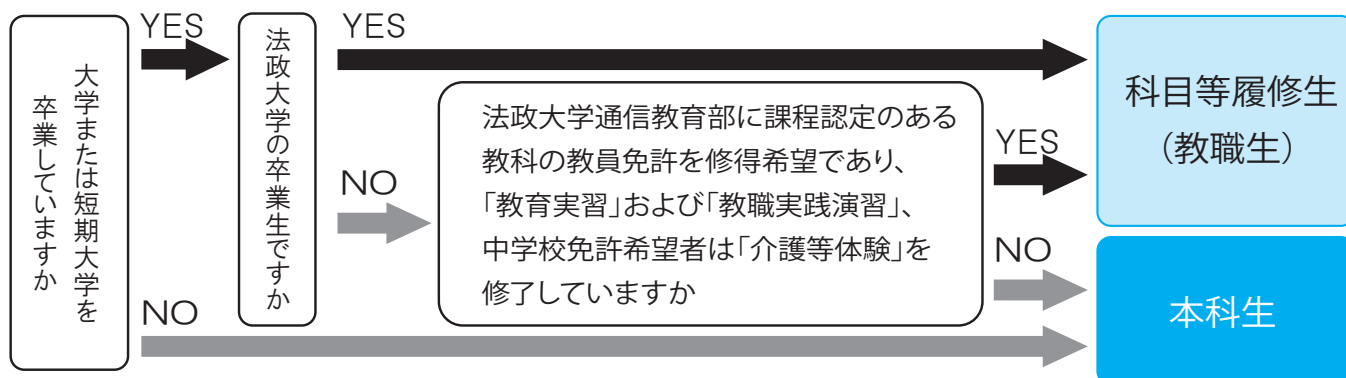 大学または短期大学を
卒業していますか
YES
NO
法政大学の卒業生ですか
YES
NO
法政大学通信教育部に課程認定のある
教科の教員免許を修得希望であり、
「教育実習」および「教職実践演習」、
中学校免許希望者は「介護等体験」を
修了していますか
YES
NO
科目等履修生
（教職生）
本科生